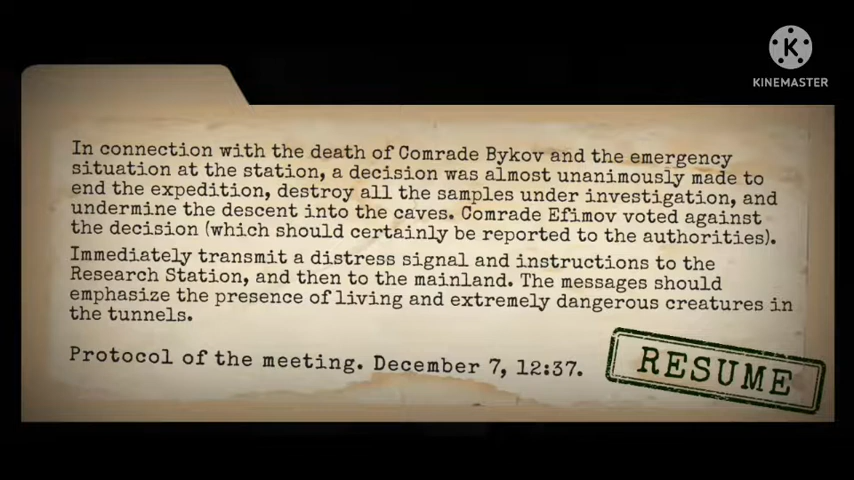 KINEMASTER
In connection with the death of Comrade Bykov and the emergency
situation at the station, a decision was almost unanimously made to
end the expedition, destroy all the samples under investigation, and
undermine the descent into the caves. Comrade Efimov voted against
the decision (which should certainly be reported to the authorities).
Immediately transmit a distress signal and instructions to the
Research Station, and then to the mainland. The messages should
emphasize the presence of living and extremely dangerous creatures in
the tunnels.
Protocol of the meeting. December 7, 12:37.
RESUME